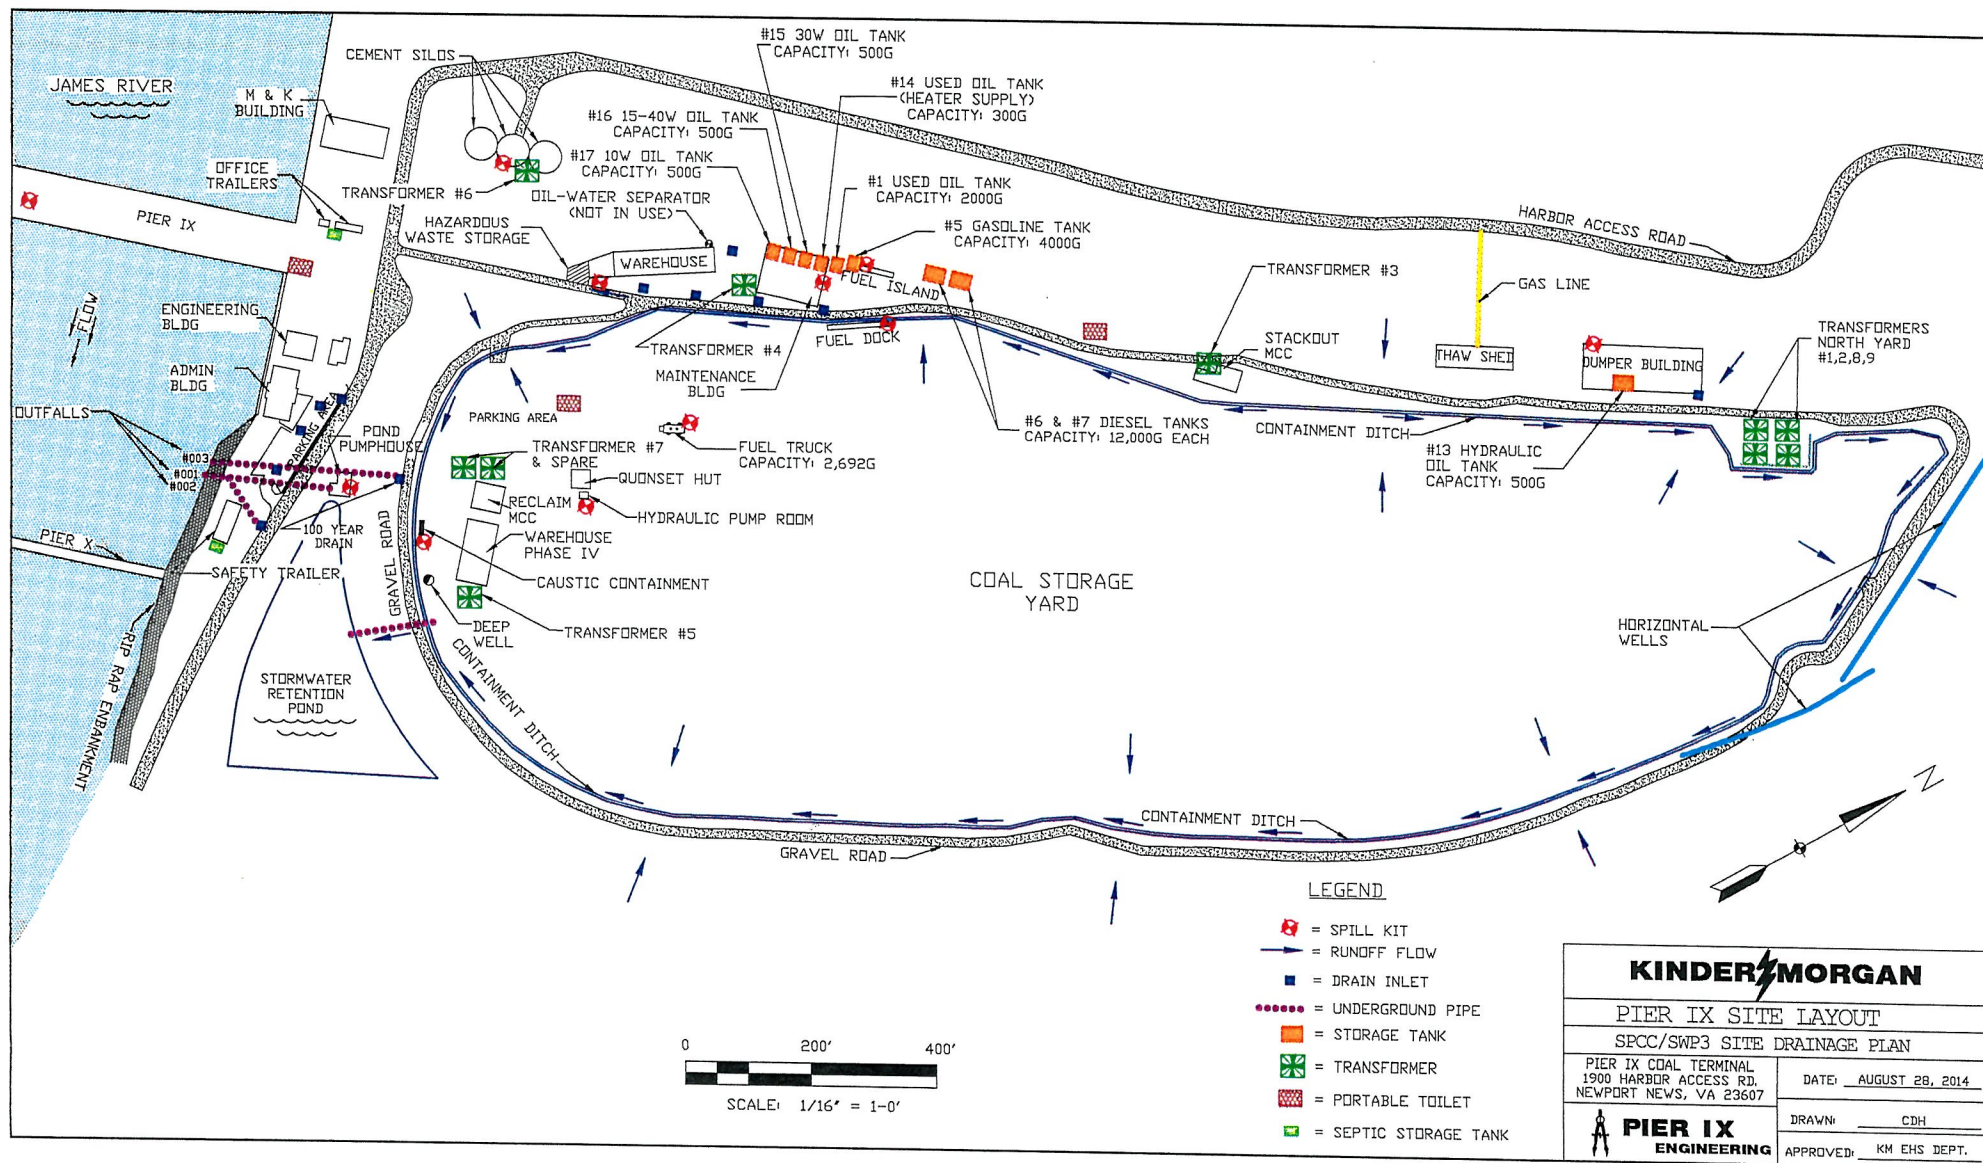 JAMES RIVER
M & K
BUILDING
CEMENT SILOS
#15 30W OIL TANK
CAPACITY: 500G
#14 USED OIL TANK
(HEATER SUPPLY)
CAPACITY: 300G
#16 15-40W OIL TANK
CAPACITY: 500G
#17 10W OIL TANK
CAPACITY: 500G
OFFICE
TRAILERS
TRANSFORMER #6
OIL-WATER SEPARATOR
(NOT IN USE)
#1 USED OIL TANK
CAPACITY: 2000G
#5 GASOLINE TANK
CAPACITY: 4000G
PIER IX
HAZARDOUS
WASTE STORAGE
WAREHOUSE
FUEL ISLAND
HARBOR ACCESS ROAD
TRANSFORMER #3
GAS LINE
FLOW
ENGINEERING
BLDG
FUEL DOCK
TRANSFORMER #4
MAINTENANCE
BLDG
STACKOUT
MCC
THAW SHED
DUMPER BUILDING
TRANSFORMERS
NORTH YARD
#1,2,8,9
ADMIN
BLDG
OUTFALLS
PARKING AREA
POND
PUMPHOUSE
PARKING AREA
#6 & #7 DIESEL TANKS
CAPACITY: 12,000G EACH
CONTAINMENT DITCH
#13 HYDRAULIC
OIL TANK
CAPACITY: 500G
TRANSFORMER #7
& SPARE
FUEL TRUCK
CAPACITY: 2,692G
#003
#001
#002
QUONSET HUT
RECLAIM
MCC
HYDRAULIC PUMP ROOM
100 YEAR
DRAIN
GRAVEL ROAD
WAREHOUSE
PHASE IV
PIER X
SAFETY TRAILER
CAUSTIC CONTAINMENT
COAL STORAGE
YARD
DEEP
WELL
TRANSFORMER #5
HORIZONTAL
WELLS
RIP RAP ENBANKMENT
STORMWATER
RETENTION
POND
CONTAINMENT DITCH
CONTAINMENT DITCH
GRAVEL ROAD
N
LEGEND
= SPILL KIT
= RUNOFF FLOW
= DRAIN INLET
= UNDERGROUND PIPE
= STORAGE TANK
= TRANSFORMER
= PORTABLE TOILET
= SEPTIC STORAGE TANK
0 200' 400'
SCALE: 1/16" = 1-0'
KINDER MORGAN
PIER IX SITE LAYOUT
SPCC/SWP3 SITE DRAINAGE PLAN
PIER IX COAL TERMINAL
1900 HARBOR ACCESS RD.
NEWPORT NEWS, VA 23607
DATE: AUGUST 28, 2014
DRAWN: CDH
PIER IX
ENGINEERING
APPROVED: KM EHS DEPT.